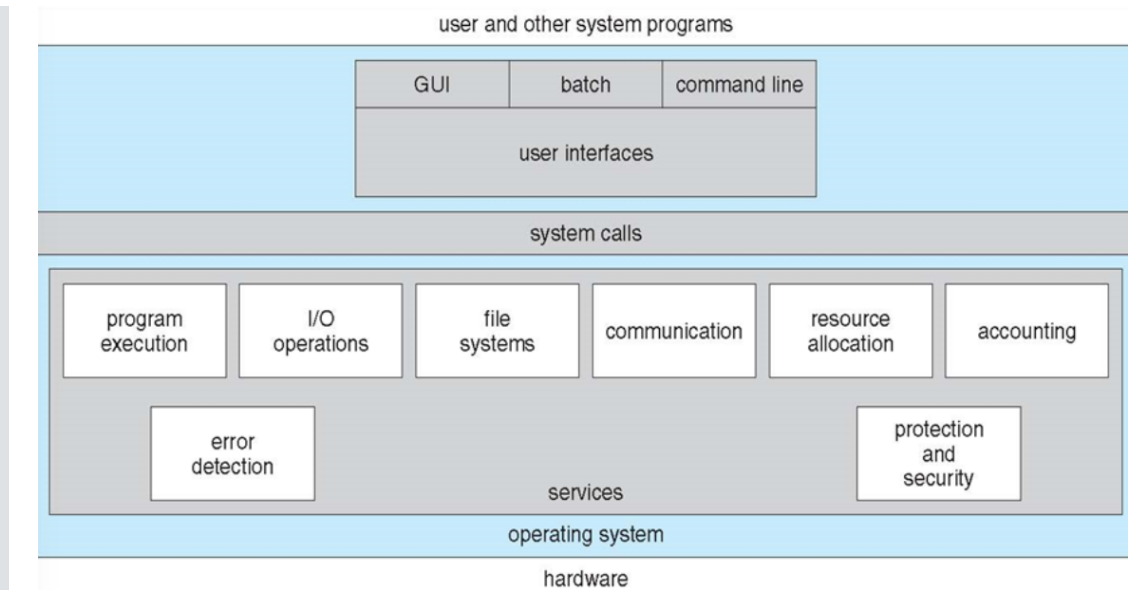 user and other system programs
GUI
batch
command line
user interfaces
system calls
program
execution
I/O
operations
file
systems
communication
resource
allocation
accounting
error
detection
protection
and
security
services
operating system
hardware